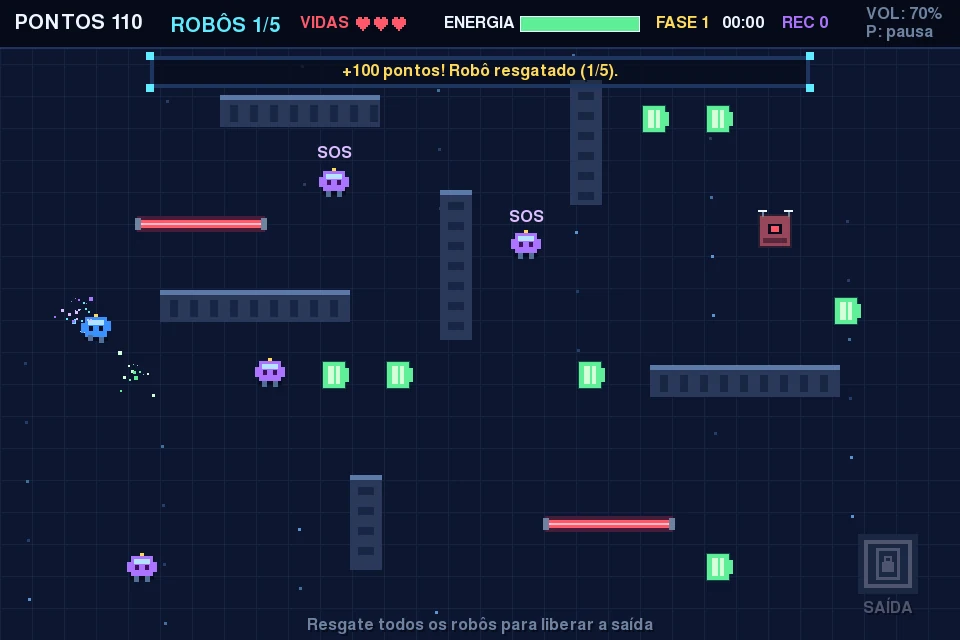 PONTOS 110 ROBÔS 1/5 VIDAS ENERGIA FASE 1 00:00 REC 0 VOL: 70%
P: pausa
+100 pontos! Robô resgatado (1/5).
SOS
SOS
SAÍDA
Resgate todos os robôs para liberar a saída